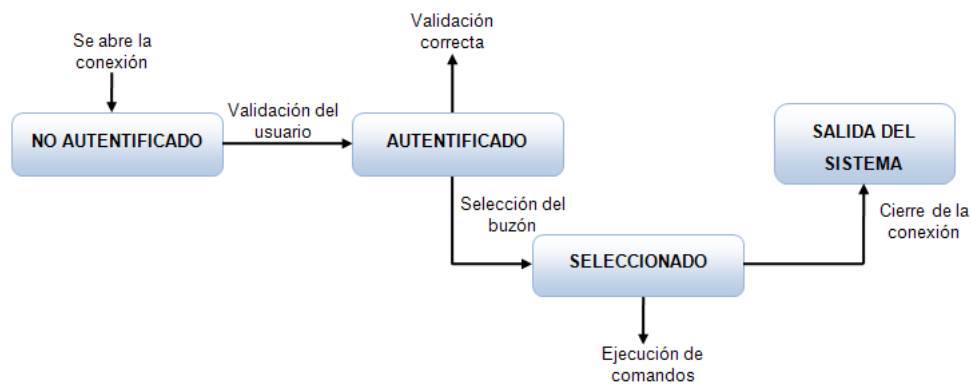 Validación
correcta
Se abre la
conexión
NO AUTENTIFICADO
Validación del
usuario
AUTENTIFICADO
SALIDA DEL
SISTEMA
Selección del
buzón
Cierre de la
conexión
SELECCIONADO
Ejecución de
comandos